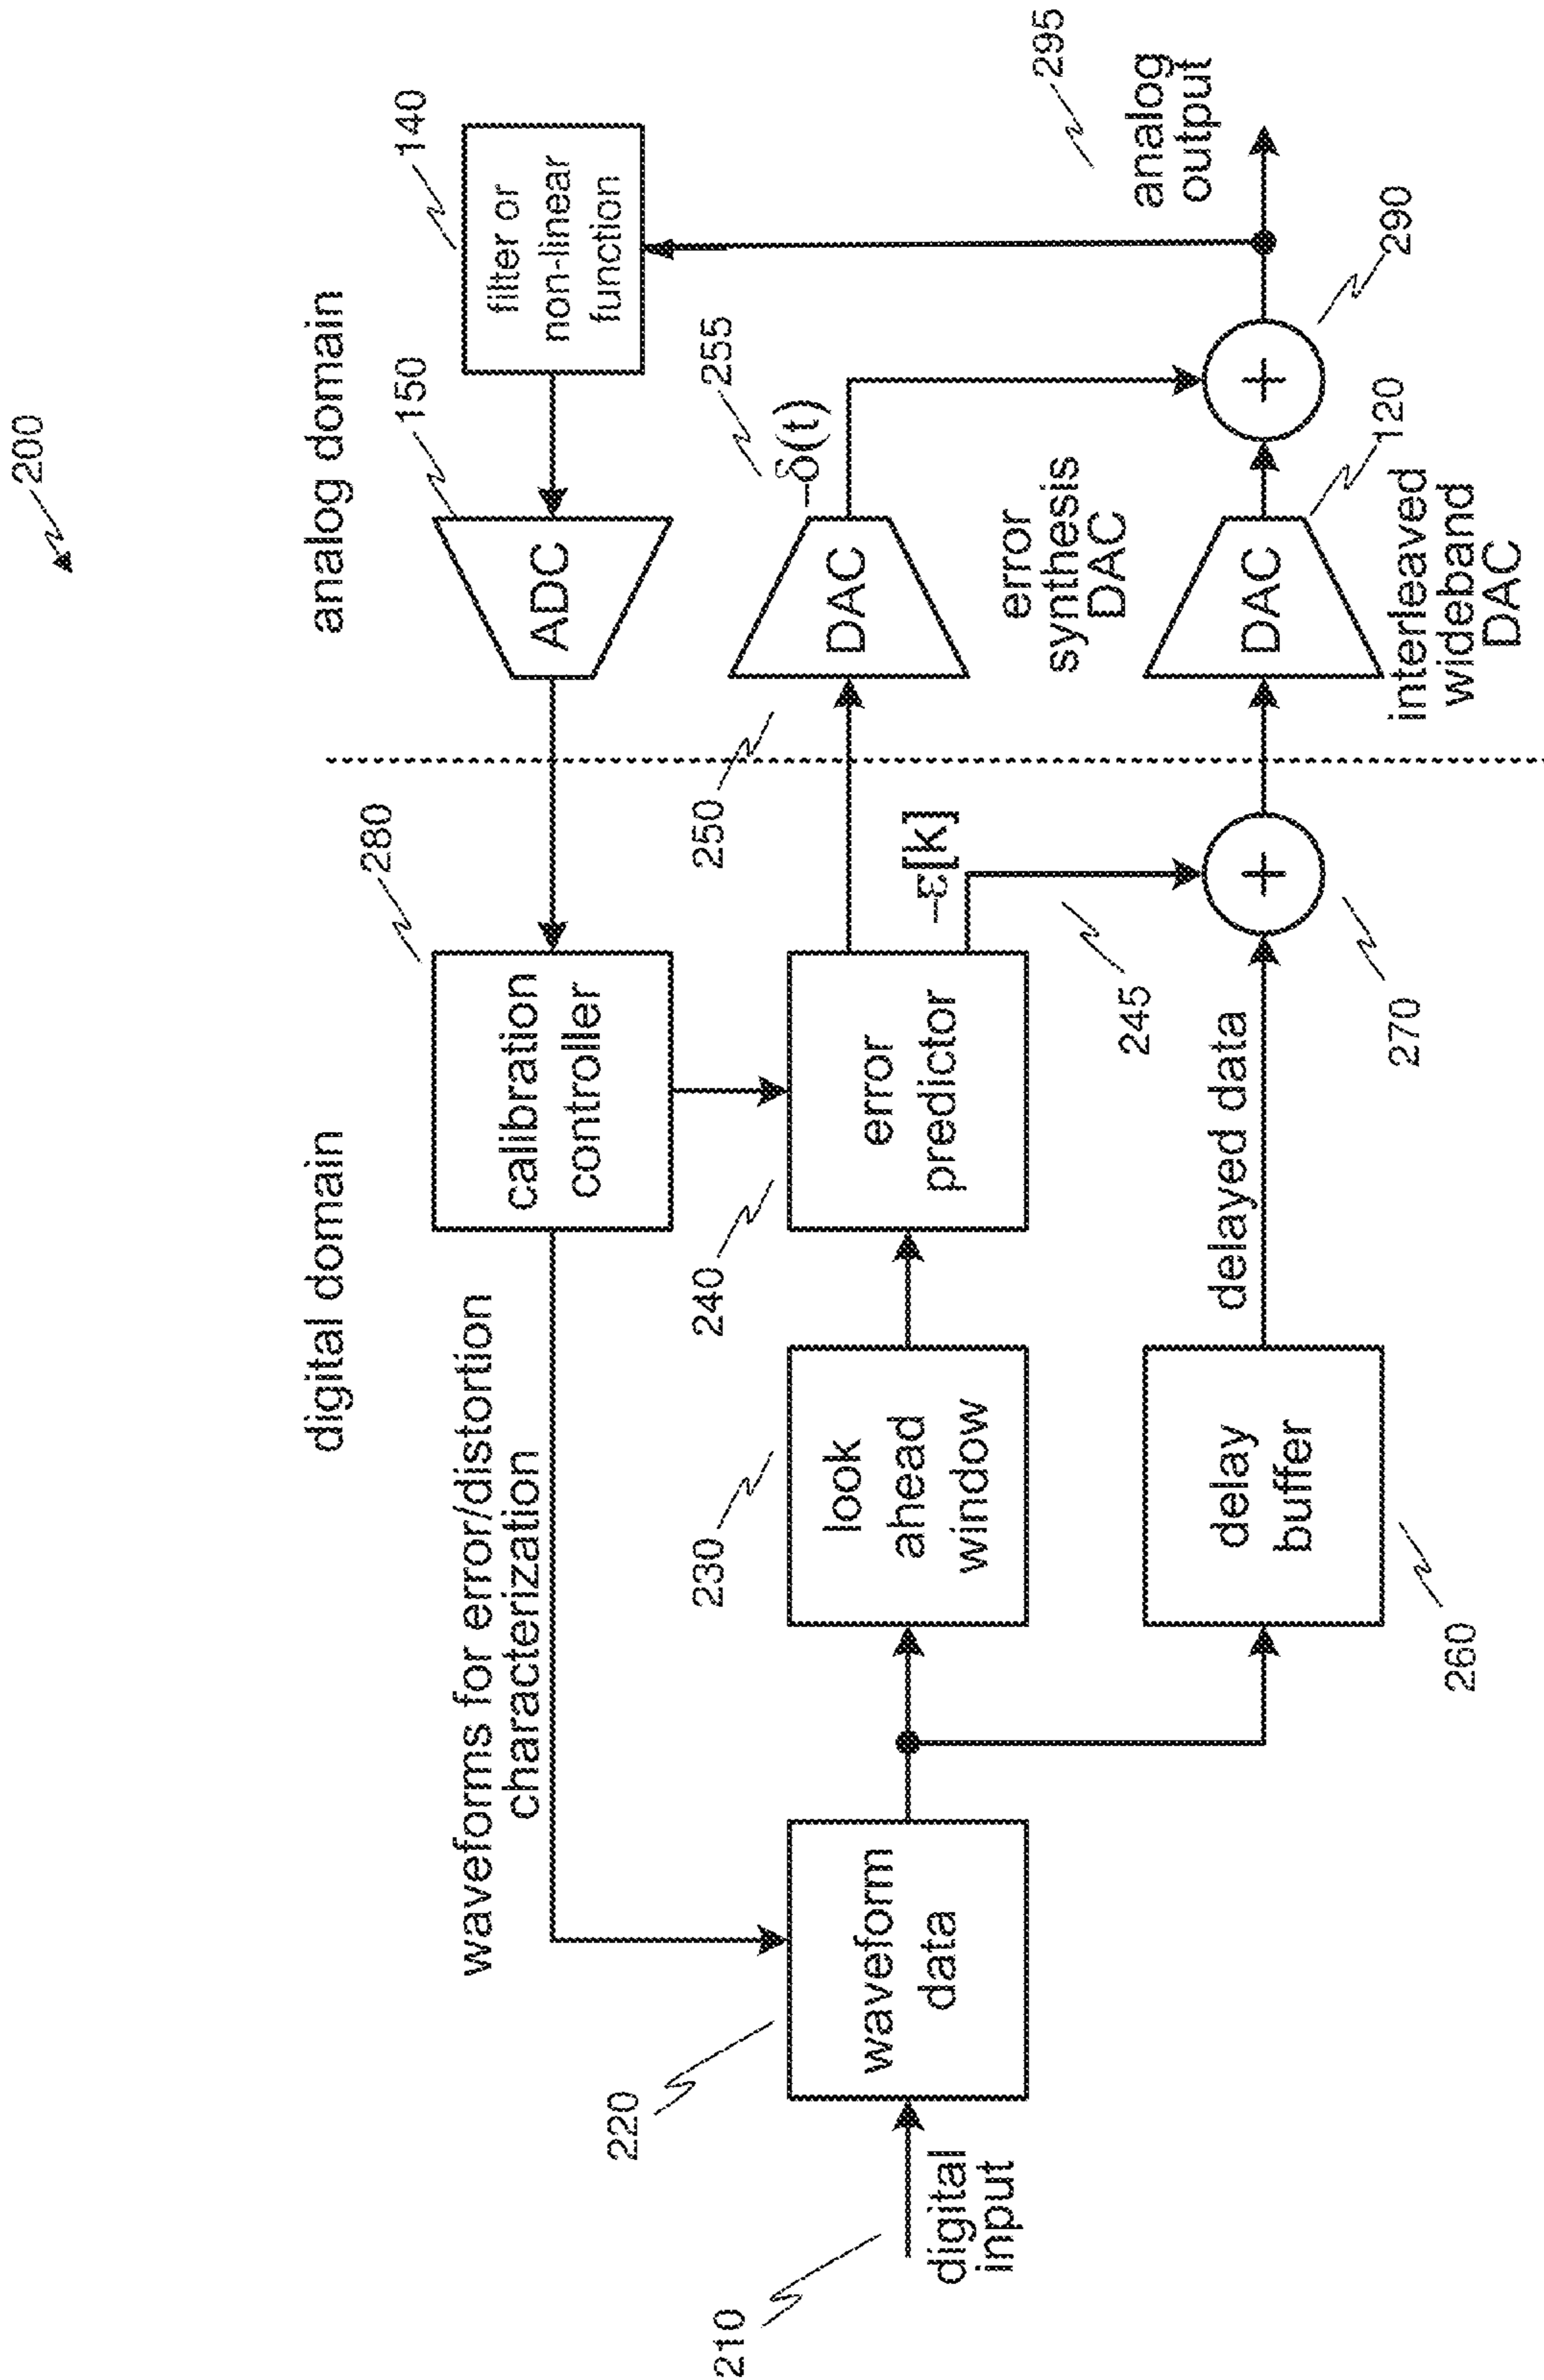 200
digital domain
analog domain
waveforms for error/distortion
characterization
280
calibration
controller
150
ADC
140
filter or
non-linear
function
210
digital
input
220
waveform
data
230
look
ahead
window
240
error
predictor
–ε[k]
245
250
DAC
255
–δ(t)
error
synthesis
DAC
260
delay
buffer
delayed data
270
DAC
120
interleaved
wideband
DAC
290
295
analog
output